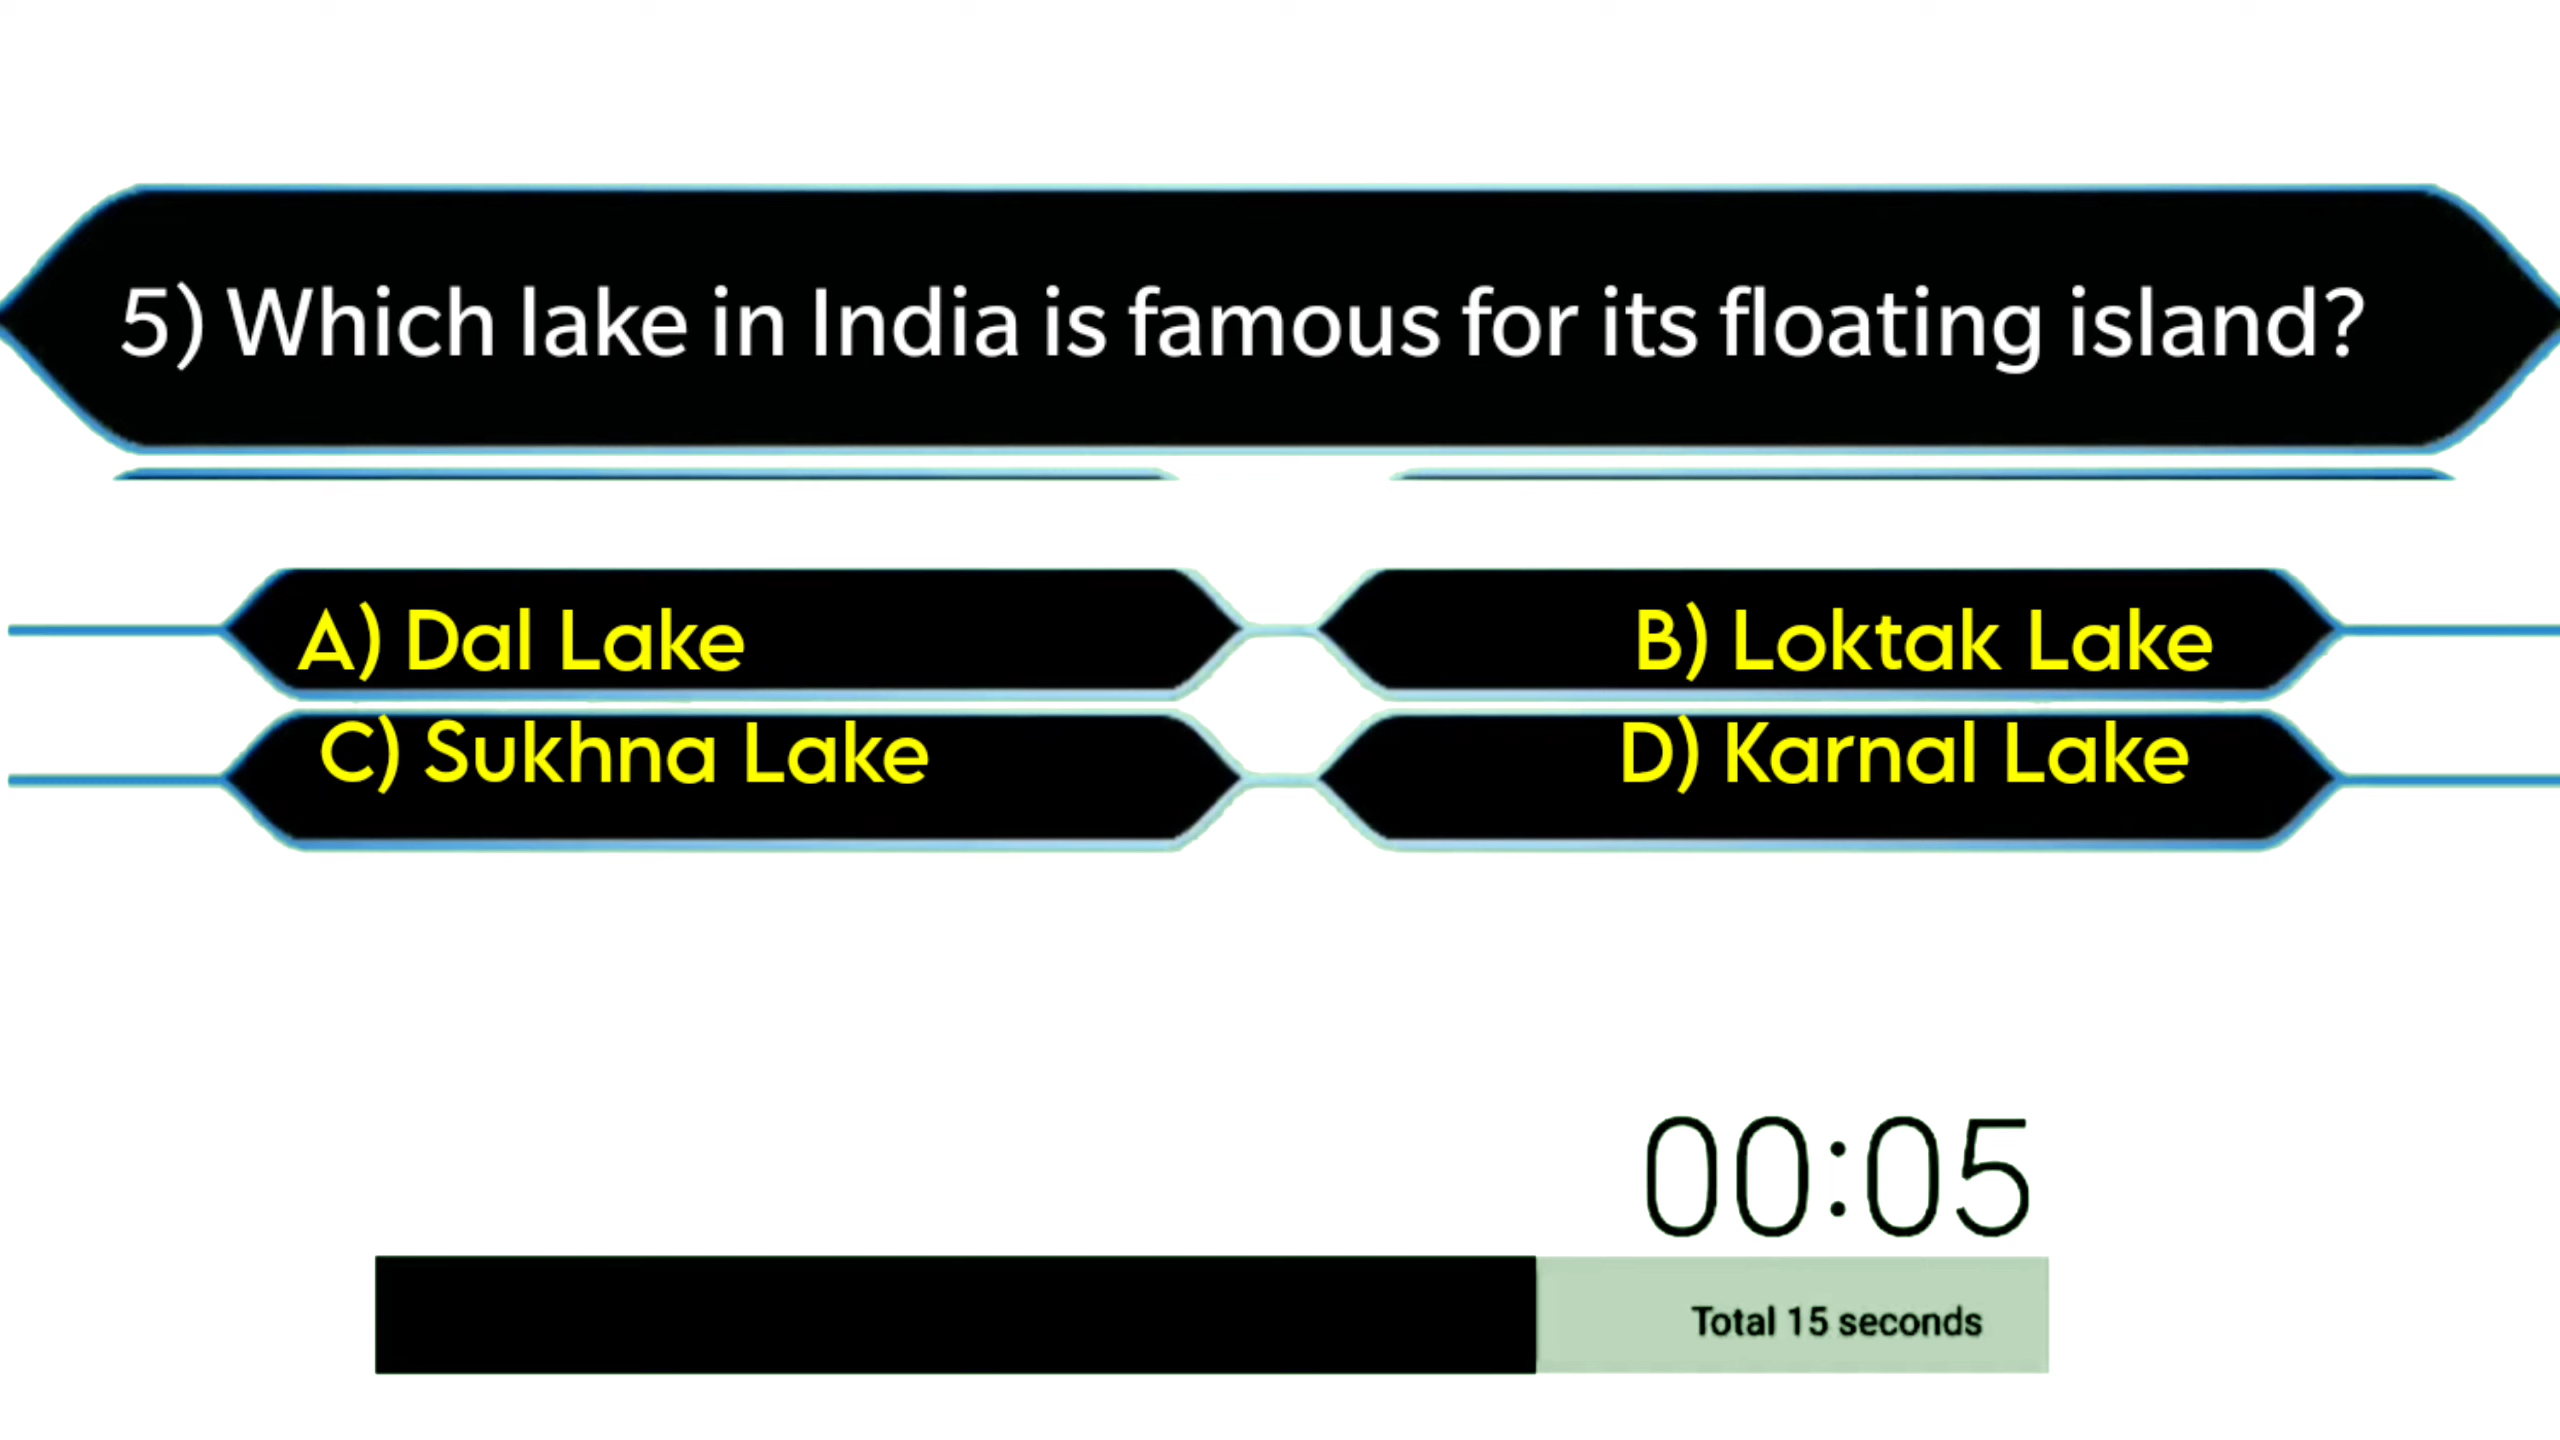 5) Which lake in India is famous for its floating island?
A) Dal Lake
B) Loktak Lake
C) Sukhna Lake
D) Karnal Lake
00:05
Total 15 seconds